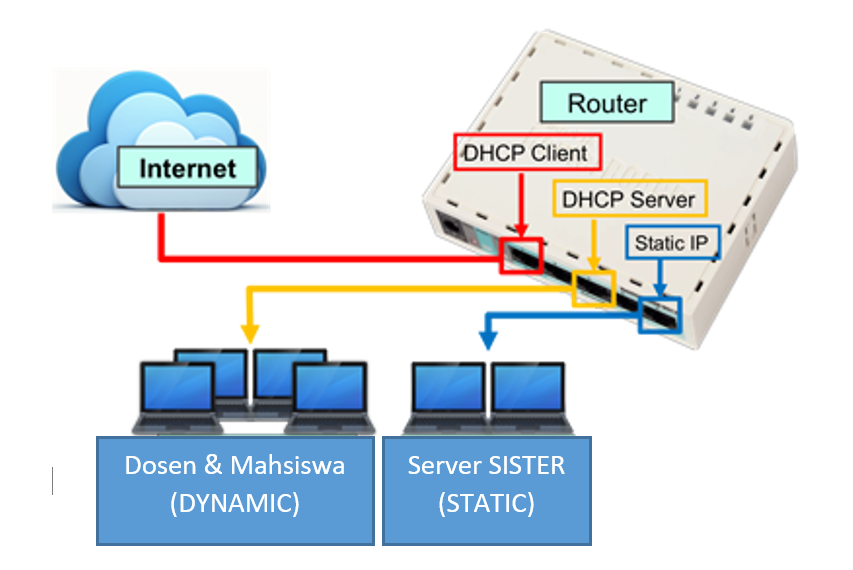 Router
DHCP Client
Internet
DHCP Server
Static IP
Dosen & Mahsiswa
(DYNAMIC)
Server SISTER
(STATIC)